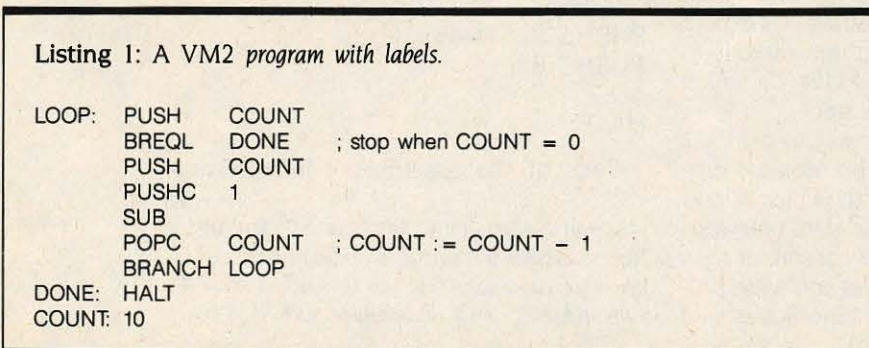 Listing 1: A VM2 program with labels.
LOOP: PUSH COUNT
BREQL DONE ; stop when COUNT = 0
PUSH COUNT
PUSHC 1
SUB
POPC COUNT ; COUNT := COUNT – 1
BRANCH LOOP
DONE: HALT
COUNT: 10